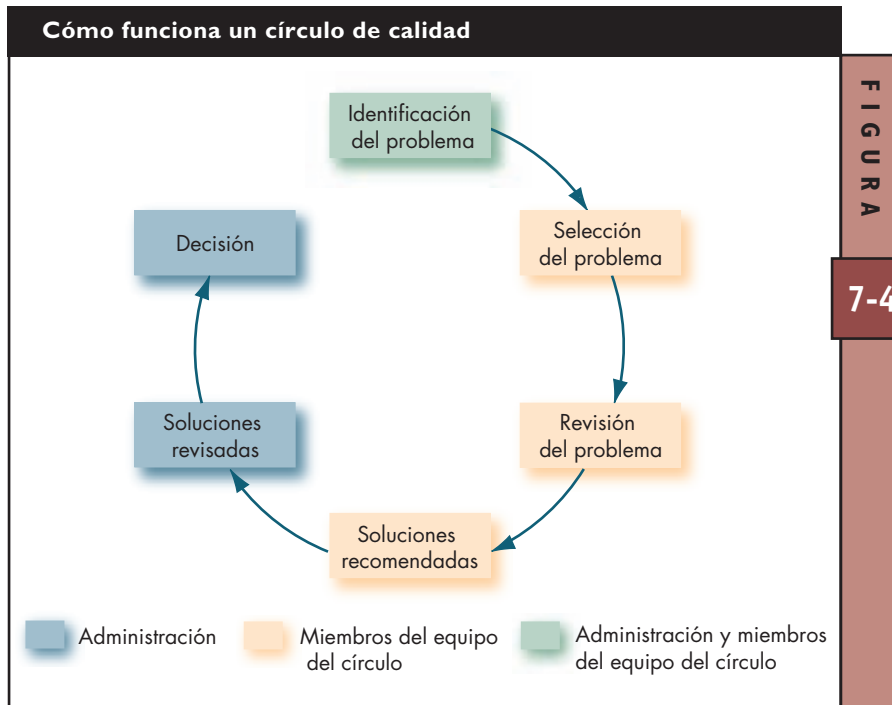 Cómo funciona un círculo de calidad
FIGURA
7-4
Identificación
del problema
Selección
del problema
Revisión
del problema
Soluciones
recomendadas
Soluciones
revisadas
Decisión
Administración
Miembros del equipo
del círculo
Administración y miembros
del equipo del círculo